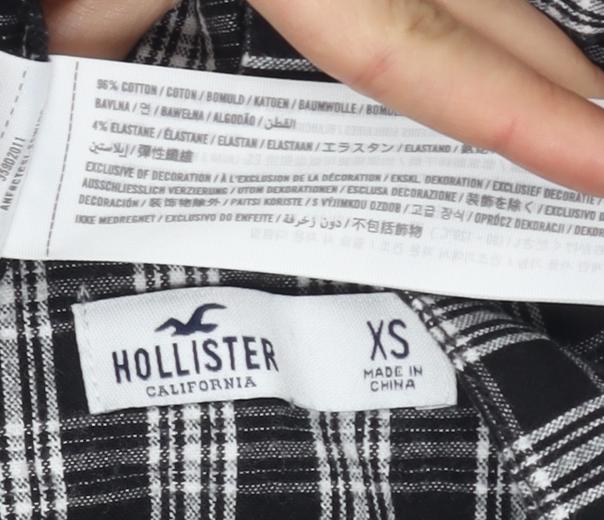 96% COTTON / COTON / BOMULD / KATOEN / BAUMWOLLE /
BAVLNA / 면 / BAWEŁNA / ALGODÃO / القطن
4% ELASTANE / ÉLASTANE / ELASTAN / ELASTAAN / エラスタン / ELASTANO /
إيلاستين / 彈性纖維
EXCLUSIVE OF DECORATION / À L'EXCLUSION DE LA DÉCORATION / EKSKL. DEKORATION / EXCLUSIEF DECORATIE /
AUSSCHLIESSLICH VERZIERUNG / UTOM DEKORATIONEN / ESCLUSA DECORAZIONE / 装飾を除く / EXCLUSIVO
DECORACIÓN / 装饰物除外 / PAITSI KORISTE / S VÝJIMKOU OZDOB / 고급 장식 / OPRÓCZ DEKORACJI /
IKKE MEDREGNET / EXCLUSIVO DO ENFEITE / دون زخرفة / 不包括飾物
HOLLISTER
CALIFORNIA
XS
MADE IN
CHINA